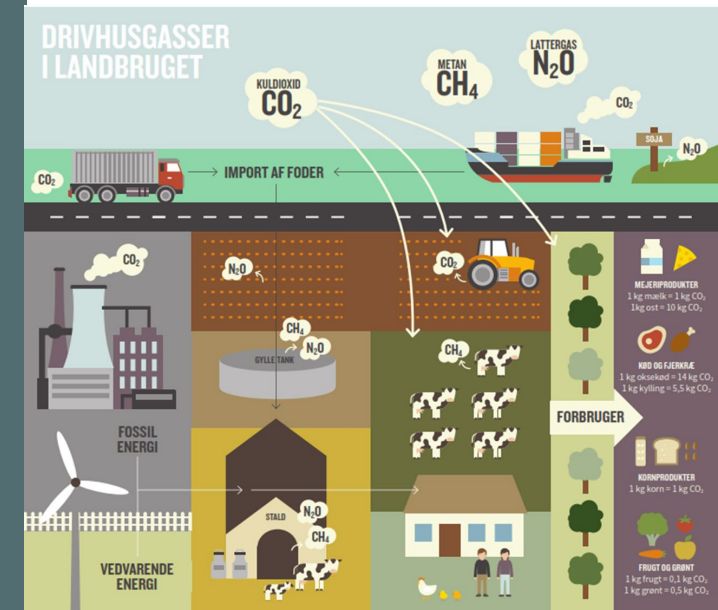 DRIVHUSGASSER
I LANDBRUGET
KULDIOXID
CO₂
METAN
CH₄
LATTERGAS
N₂O
CO₂
SOJA
N₂O
CO₂
IMPORT AF FODER
CO₂
N₂O
CO₂
CH₄
N₂O
GYLLETANK
CH₄
FOSSIL
ENERGI
VEDVARENDE
ENERGI
STALD
N₂O
CH₄
FORBRUGER
MEJERIPRODUKTER
1 kg mælk = 1 kg CO₂
1kg ost = 10 kg CO₂
KØD OG FJERKRÆ
1 kg oksekød = 14 kg CO₂
1 kg kylling = 5,5 kg CO₂
KORNPRODUKTER
1 kg korn = 1 kg CO₂
FRUGT OG GRØNT
1 kg frugt = 0,1 kg CO₂
1 kg grønt = 0,5 kg CO₂